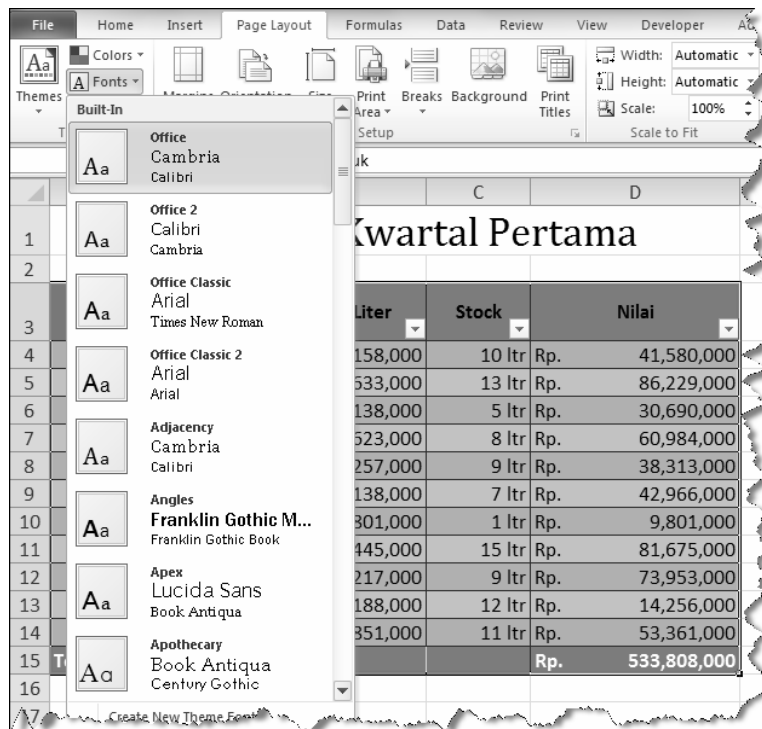 File Home Insert Page Layout Formulas Data Review View Developer
Colors Width: Automatic
Fonts Height: Automatic
Themes Print Area Breaks Background Print Titles Scale: 100%
Setup Scale to Fit
Built-In
Office
Cambria
Calibri
Office 2
Calibri
Cambria
Office Classic
Arial
Times New Roman
Office Classic 2
Arial
Arial
Adjacency
Cambria
Calibri
Angles
Franklin Gothic M...
Franklin Gothic Book
Apex
Lucida Sans
Book Antiqua
Apothecary
Book Antiqua
Century Gothic
C D
1 Kwartal Pertama
2
3 Liter Stock Nilai
4 158,000 10 ltr Rp. 41,580,000
5 633,000 13 ltr Rp. 86,229,000
6 138,000 5 ltr Rp. 30,690,000
7 623,000 8 ltr Rp. 60,984,000
8 257,000 9 ltr Rp. 38,313,000
9 138,000 7 ltr Rp. 42,966,000
10 801,000 1 ltr Rp. 9,801,000
11 445,000 15 ltr Rp. 81,675,000
12 217,000 9 ltr Rp. 73,953,000
13 188,000 12 ltr Rp. 14,256,000
14 851,000 11 ltr Rp. 53,361,000
15 Rp. 533,808,000
16
17 Create New Theme Font